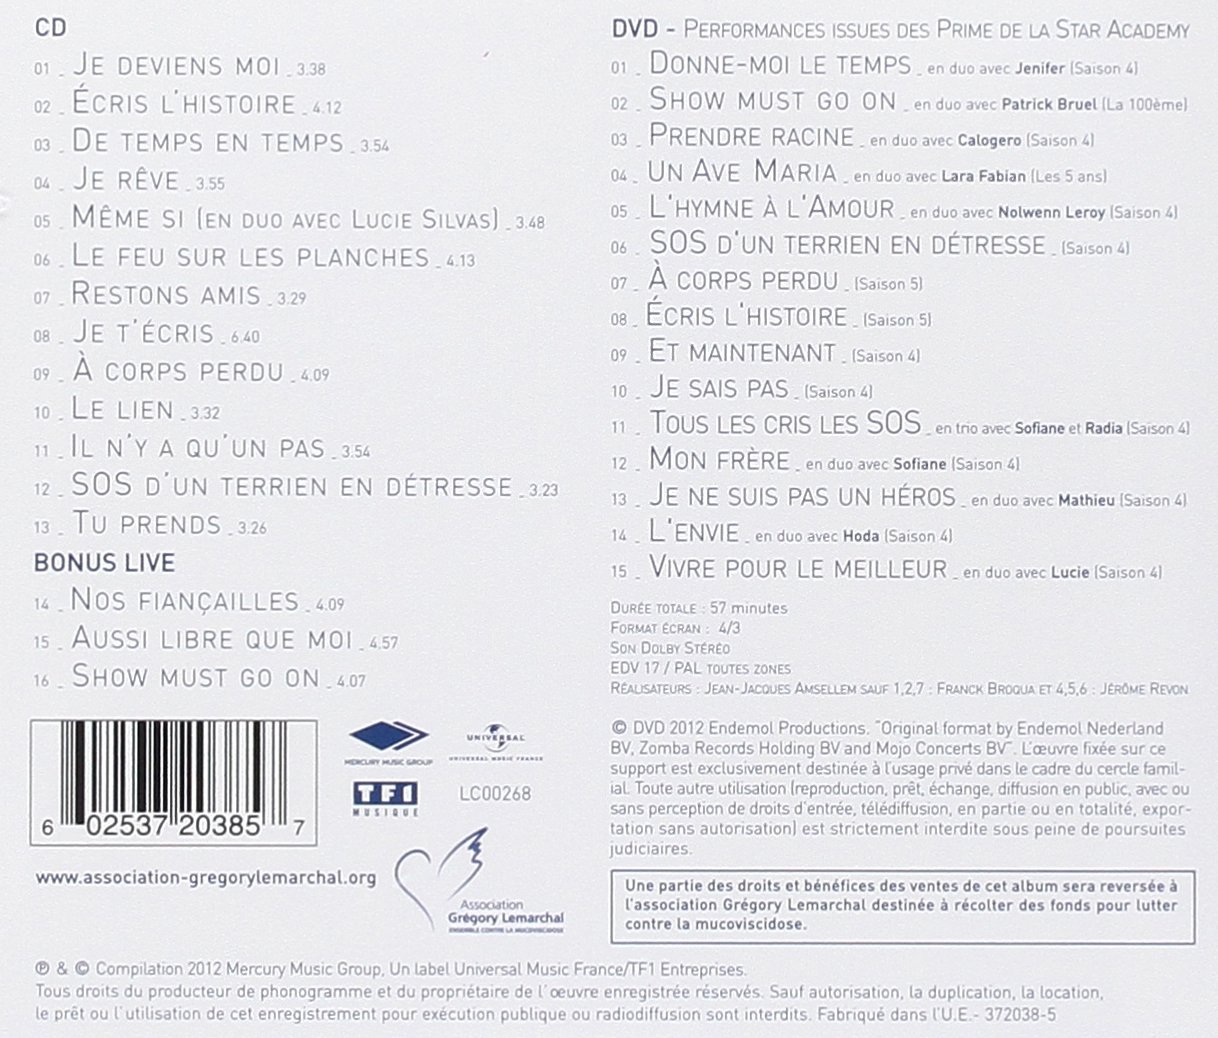 CD
01 _ Je deviens moi _ 3.38
02 _ Écris l'histoire _ 4.12
03 _ De temps en temps _ 3.54
04 _ Je rêve _ 3.55
05 _ Même si (en duo avec Lucie Silvas) _ 3.48
06 _ Le feu sur les planches _ 4.13
07 _ Restons amis _ 3.29
08 _ Je t'écris _ 6.40
09 _ À corps perdu _ 4.09
10 _ Le lien _ 3.32
11 _ Il n'y a qu'un pas _ 3.54
12 _ SOS d'un terrien en détresse _ 3.23
13 _ Tu prends _ 3.26
BONUS LIVE
14 _ Nos fiançailles _ 4.09
15 _ Aussi libre que moi _ 4.57
16 _ Show must go on _ 4.07
DVD - Performances issues des Prime de la Star Academy
01 _ Donne-moi le temps _ en duo avec Jenifer (Saison 4)
02 _ Show must go on _ en duo avec Patrick Bruel (La 100ème)
03 _ Prendre racine _ en duo avec Calogero (Saison 4)
04 _ Un Ave Maria _ en duo avec Lara Fabian (Les 5 ans)
05 _ L'hymne à l'Amour _ en duo avec Nolwenn Leroy (Saison 4)
06 _ SOS d'un terrien en détresse _ (Saison 4)
07 _ À corps perdu _ (Saison 5)
08 _ Écris l'histoire _ (Saison 5)
09 _ Et maintenant _ (Saison 4)
10 _ Je sais pas _ (Saison 4)
11 _ Tous les cris les SOS _ en trio avec Sofiane et Radia (Saison 4)
12 _ Mon frère _ en duo avec Sofiane (Saison 4)
13 _ Je ne suis pas un héros _ en duo avec Mathieu (Saison 4)
14 _ L'envie _ en duo avec Hoda (Saison 4)
15 _ Vivre pour le meilleur _ en duo avec Lucie (Saison 4)
Durée totale : 57 minutes
Format écran : 4/3
Son Dolby Stéréo
EDV 17 / PAL toutes zones
Réalisateurs : Jean-Jacques Amsellem sauf 1,2,7 : Franck Broqua et 4,5,6 : Jérôme Revon
© DVD 2012 Endemol Productions. "Original format by Endemol Nederland
BV, Zomba Records Holding BV and Mojo Concerts BV". L'œuvre fixée sur ce
support est exclusivement destinée à l'usage privé dans le cadre du cercle famil-
ial. Toute autre utilisation (reproduction, prêt, échange, diffusion en public, avec ou
sans perception de droits d'entrée, télédiffusion, en partie ou en totalité, expor-
tation sans autorisation) est strictement interdite sous peine de poursuites
judiciaires.
Une partie des droits et bénéfices des ventes de cet album sera reversée à
l'association Grégory Lemarchal destinée à récolter des fonds pour lutter
contre la mucoviscidose.
6 02537 20385 7
MERCURY MUSIC GROUP
UNIVERSAL
UNIVERSAL MUSIC FRANCE
TF1
MUSIQUE
LC00268
www.association-gregorylemarchal.org
Association
Grégory Lemarchal
ENSEMBLE CONTRE LA MUCOVISCIDOSE
℗ & © Compilation 2012 Mercury Music Group, Un label Universal Music France/TF1 Entreprises.
Tous droits du producteur de phonogramme et du propriétaire de l'œuvre enregistrée réservés. Sauf autorisation, la duplication, la location,
le prêt ou l'utilisation de cet enregistrement pour exécution publique ou radiodiffusion sont interdits. Fabriqué dans l'U.E.- 372038-5